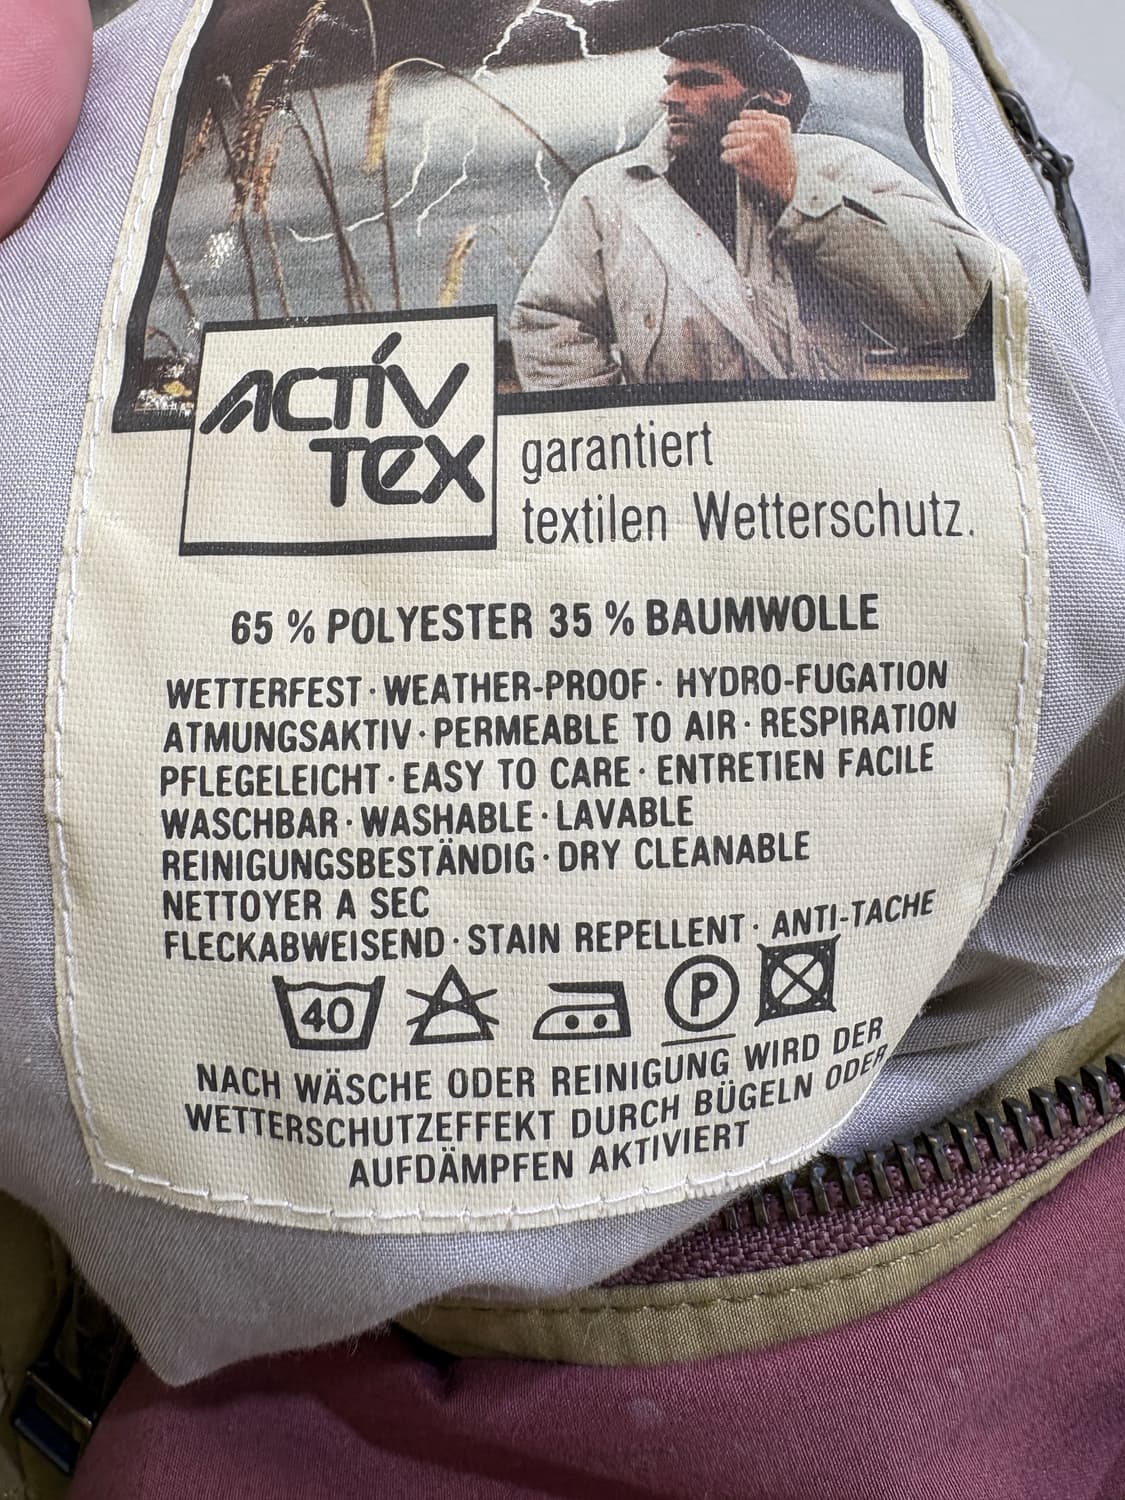 ACTIV
TEX
garantiert
textilen Wetterschutz.
65 % POLYESTER 35 % BAUMWOLLE
WETTERFEST · WEATHER-PROOF · HYDRO-FUGATION
ATMUNGSAKTIV · PERMEABLE TO AIR · RESPIRATION
PFLEGELEICHT · EASY TO CARE · ENTRETIEN FACILE
WASCHBAR · WASHABLE · LAVABLE
REINIGUNGSBESTÄNDIG · DRY CLEANABLE
NETTOYER A SEC
FLECKABWEISEND · STAIN REPELLENT · ANTI-TACHE
40 P
NACH WÄSCHE ODER REINIGUNG WIRD DER
WETTERSCHUTZEFFEKT DURCH BÜGELN ODER
AUFDÄMPFEN AKTIVIERT